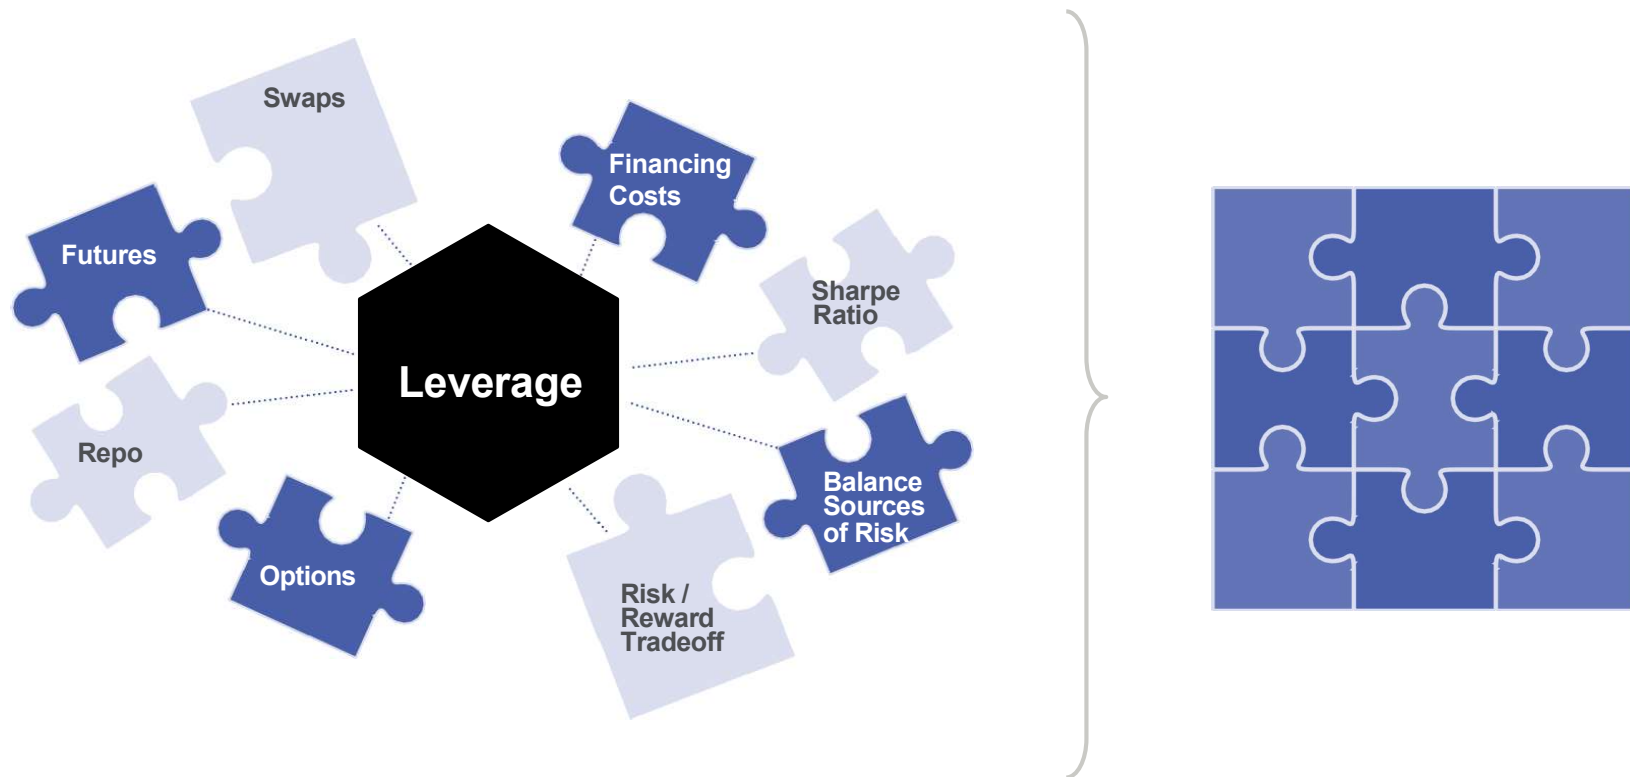 Swaps
Financing
Costs
Futures
Sharpe
Ratio
Leverage
Repo
Balance
Sources
of Risk
Options
Risk /
Reward
Tradeoff